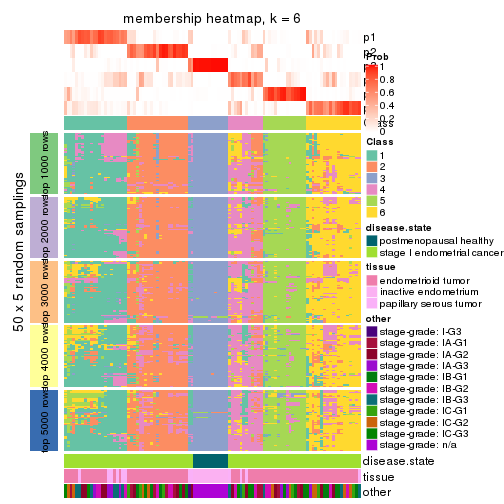 membership heatmap, k = 6
p1
p2
Prob
1
0.8
0.6
0.4
0.2
0
Class
1
2
3
4
5
6
50 x 5 random samplings
top 1000 rows
top 2000 rows
top 3000 rows
top 4000 rows
top 5000 rows
disease.state
postmenopausal healthy
stage I endometrial cancer
tissue
endometrioid tumor
inactive endometrium
papillary serous tumor
other
stage-grade: I-G3
stage-grade: IA-G1
stage-grade: IA-G2
stage-grade: IA-G3
stage-grade: IB-G1
stage-grade: IB-G2
stage-grade: IB-G3
stage-grade: IC-G1
stage-grade: IC-G2
stage-grade: IC-G3
stage-grade: n/a
disease.state
tissue
other